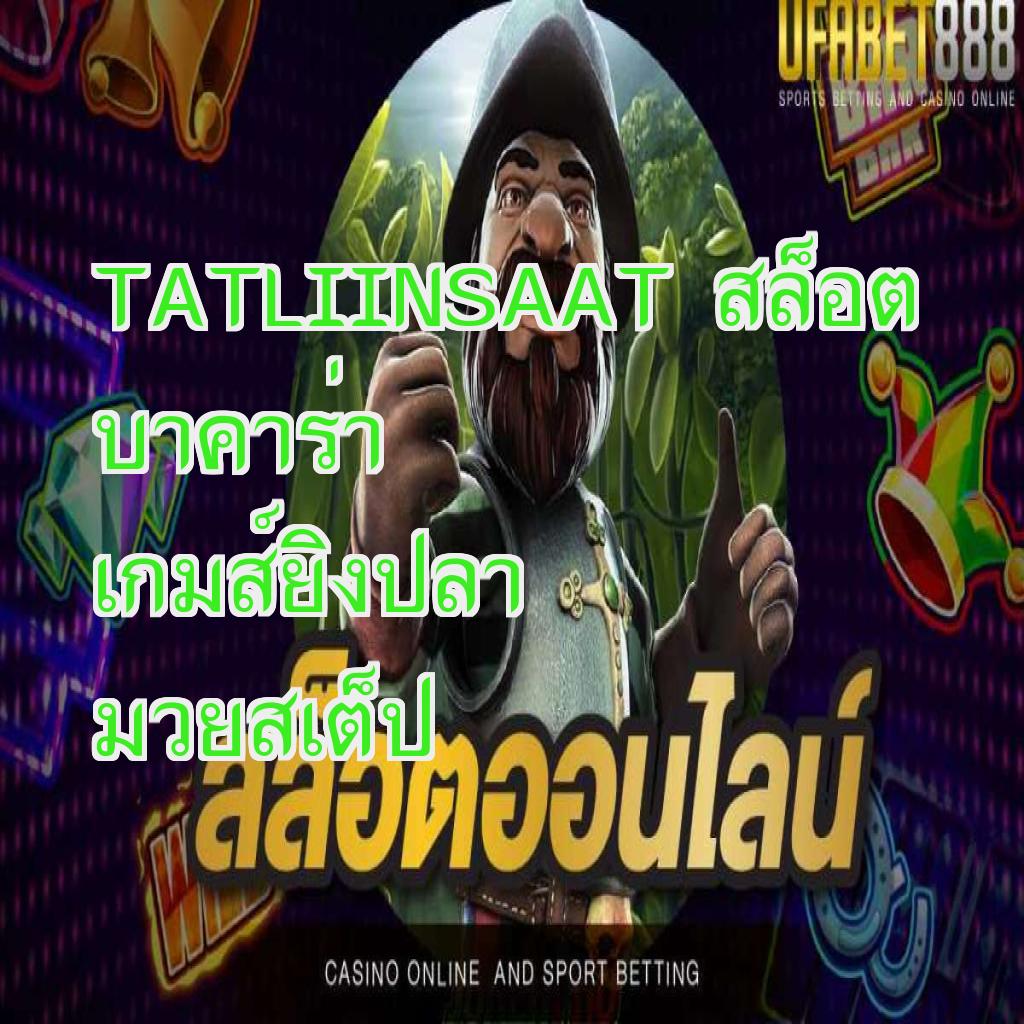 UFABET888
SPORTS BETTING AND CASINO ONLINE
BAR
TATLIINSAAT สล็อต
บาคาร่า
เกมส์ยิงปลา
มวยสเต็ป
สล็อตออนไลน์
CASINO ONLINE AND SPORT BETTING